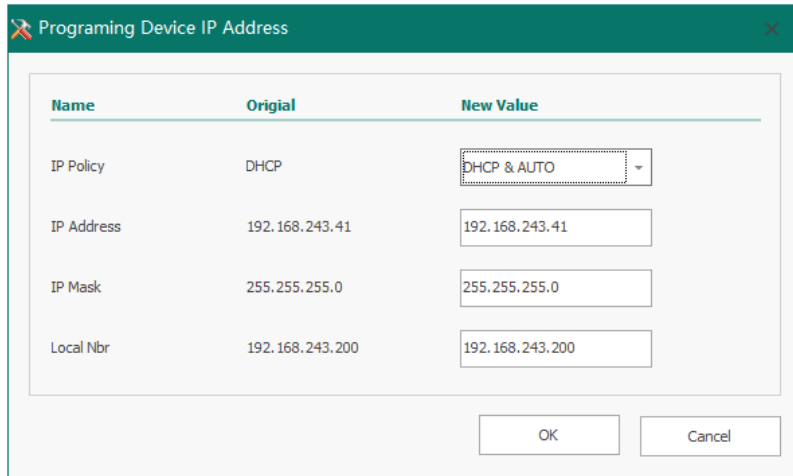 Programing Device IP Address
Name Origial New Value
IP Policy DHCP DHCP & AUTO
IP Address 192.168.243.41 192.168.243.41
IP Mask 255.255.255.0 255.255.255.0
Local Nbr 192.168.243.200 192.168.243.200
OK Cancel